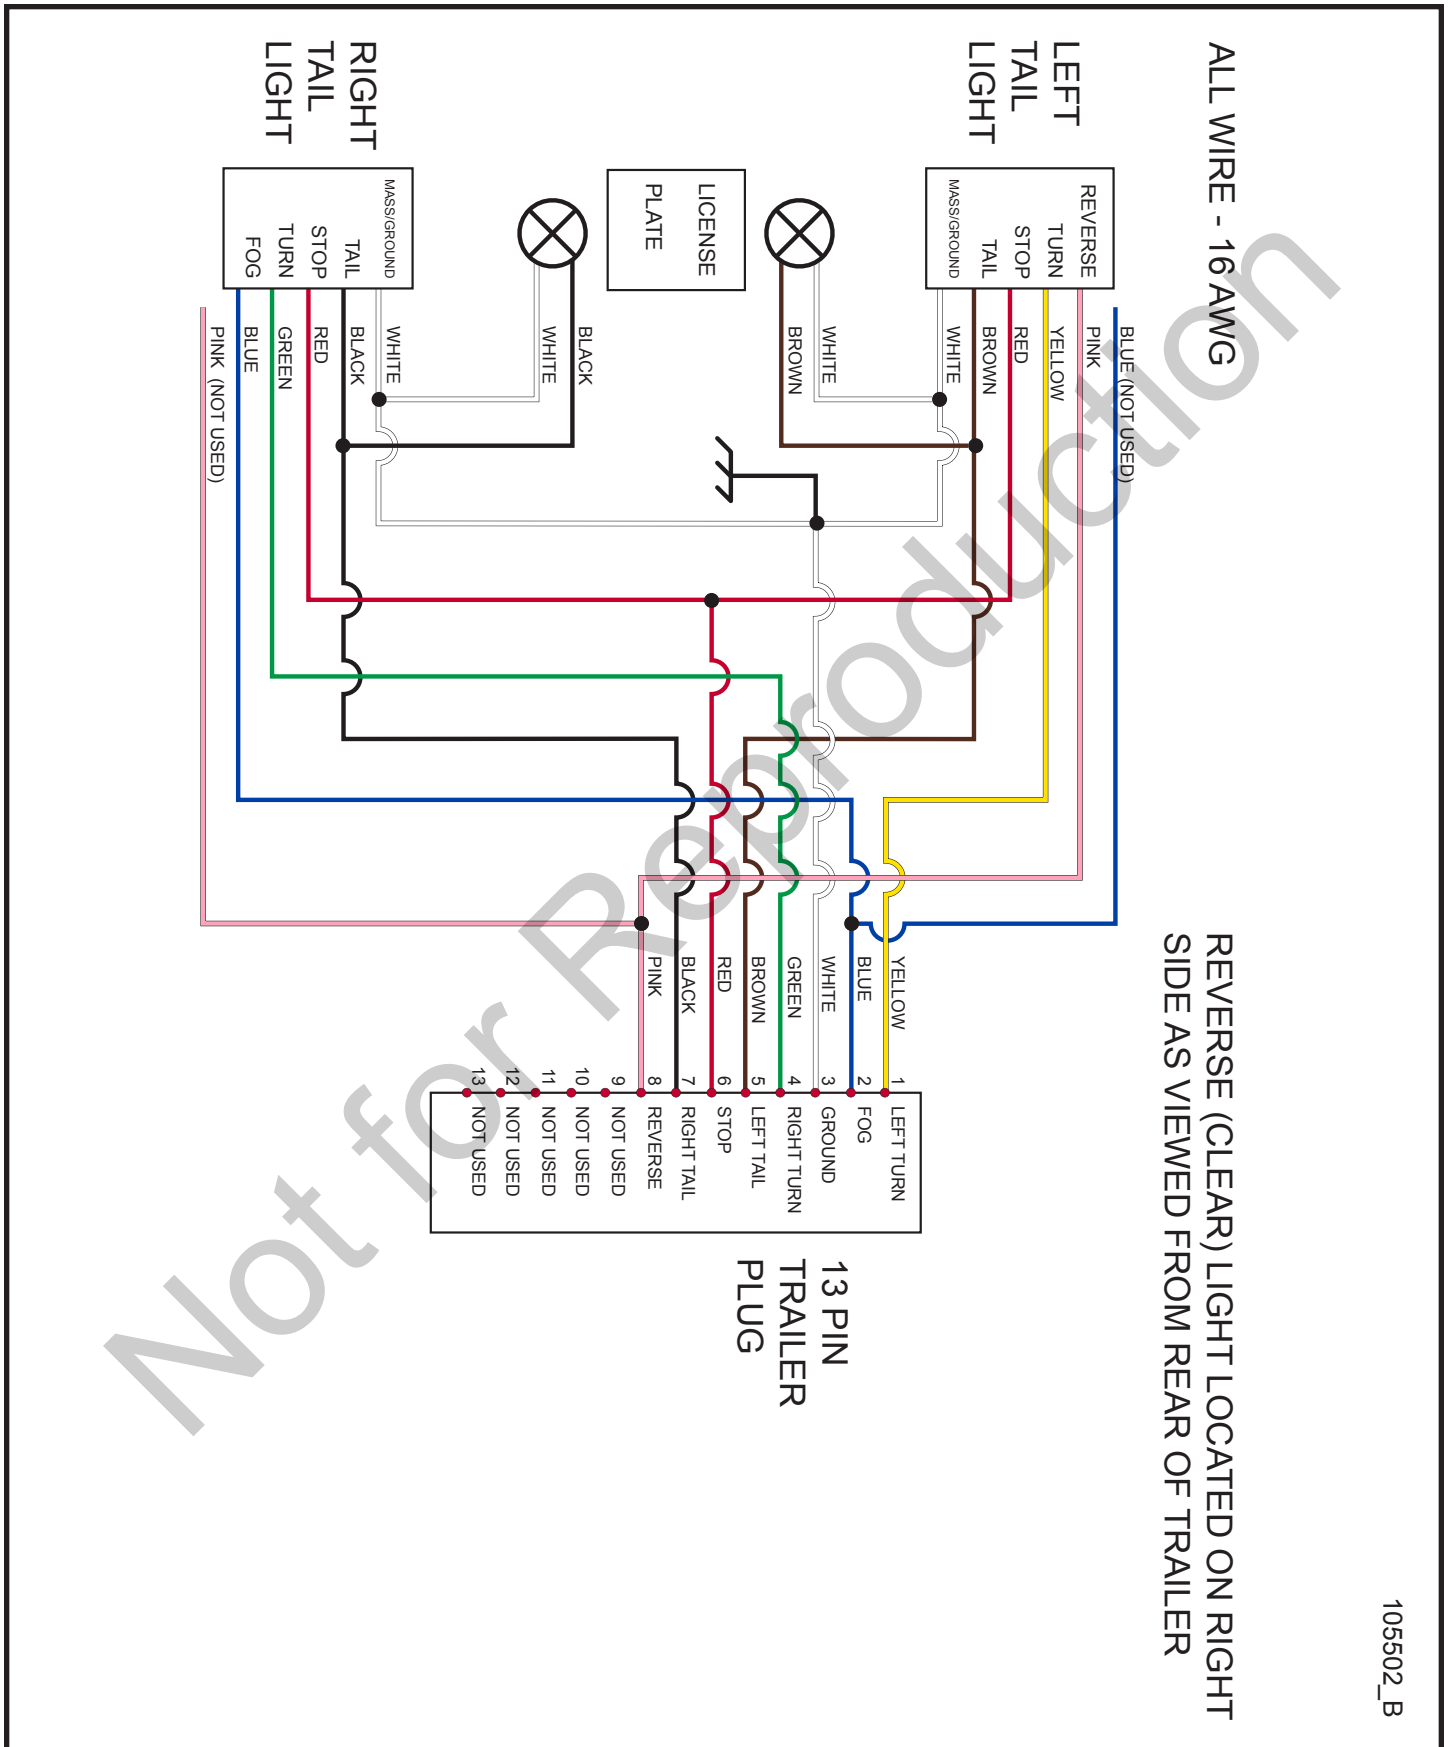 105502_B
ALL WIRE - 16 AWG
REVERSE (CLEAR) LIGHT LOCATED ON RIGHT
SIDE AS VIEWED FROM REAR OF TRAILER
LEFT
TAIL
LIGHT
REVERSE
TURN
STOP
TAIL
MASS/GROUND
BLUE (NOT USED)
PINK
YELLOW
RED
BROWN
WHITE
WHITE
BROWN
LICENSE
PLATE
BLACK
WHITE
RIGHT
TAIL
LIGHT
MASS/GROUND
TAIL
STOP
TURN
FOG
WHITE
BLACK
RED
GREEN
BLUE
PINK (NOT USED)
YELLOW
BLUE
WHITE
GREEN
BROWN
RED
BLACK
PINK
1 LEFT TURN
2 FOG
3 GROUND
4 RIGHT TURN
5 LEFT TAIL
6 STOP
7 RIGHT TAIL
8 REVERSE
9 NOT USED
10 NOT USED
11 NOT USED
12 NOT USED
13 NOT USED
13 PIN
TRAILER
PLUG
Not for Reproduction